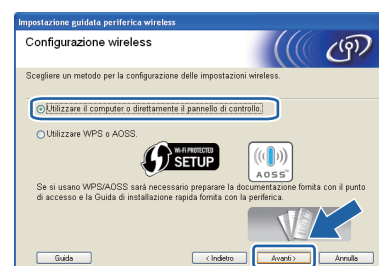 Impostazione guidata periferica wireless
Configurazione wireless
Scegliere un metodo per la configurazione delle impostazioni wireless.
Utilizzare il computer o direttamente il pannello di controllo.
Utilizzare WPS o AOSS.
WI-FI PROTECTED
SETUP
AOSS
Se si usano WPS/AOSS sarà necessario preparare la documentazione fornita con il punto
di accesso e la Guida di installazione rapida fornita con la periferica.
Guida
< Indietro
Avanti >
Annulla